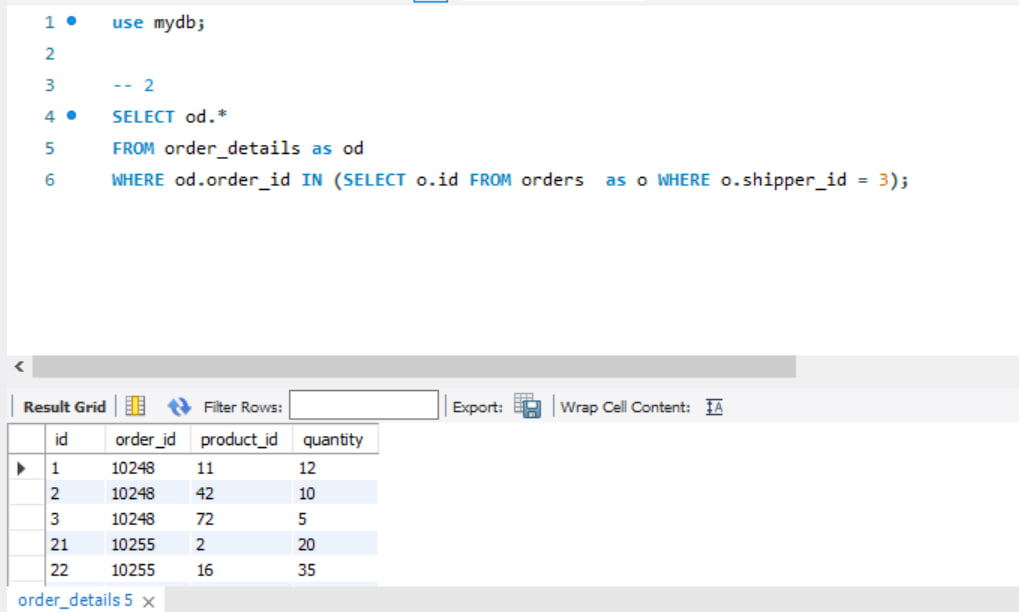 1 use mydb;
2
3 -- 2
4 SELECT od.*
5 FROM order_details as od
6 WHERE od.order_id IN (SELECT o.id FROM orders  as o WHERE o.shipper_id = 3);
Result Grid Filter Rows: Export: Wrap Cell Content: IA
id order_id product_id quantity
1 10248 11 12
2 10248 42 10
3 10248 72 5
21 10255 2 20
22 10255 16 35
order_details 5 ×